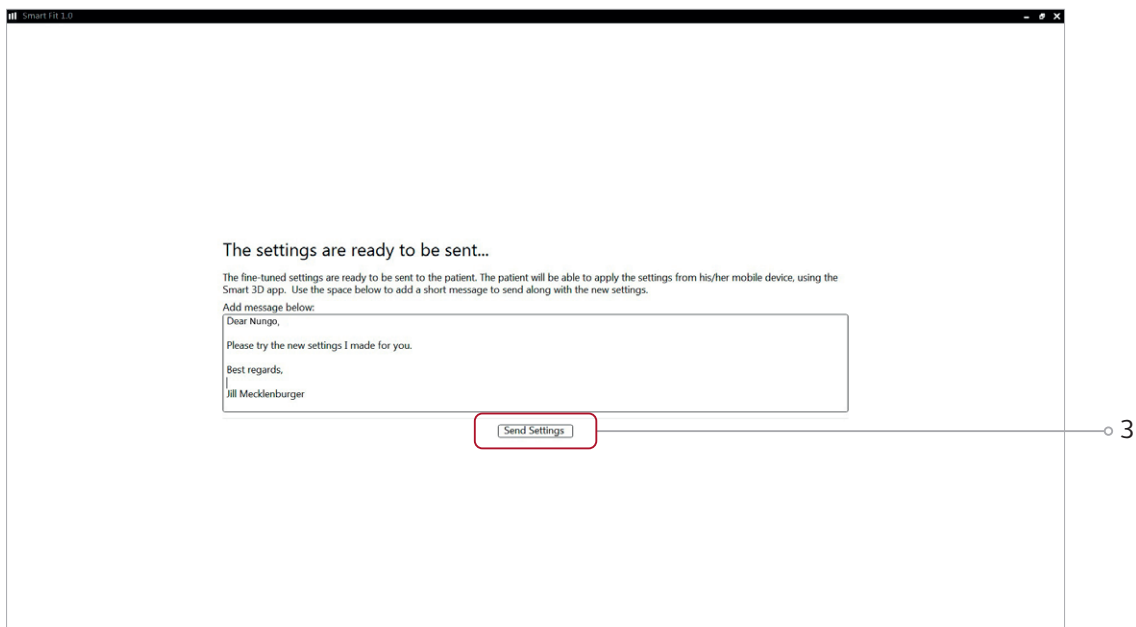 Smart Fit 1.0
The settings are ready to be sent...
The fine-tuned settings are ready to be sent to the patient. The patient will be able to apply the settings from his/her mobile device, using the
Smart 3D app. Use the space below to add a short message to send along with the new settings.
Add message below:
Dear Nungo,
Please try the new settings I made for you.
Best regards,
Jill Mecklenburger
Send Settings
3